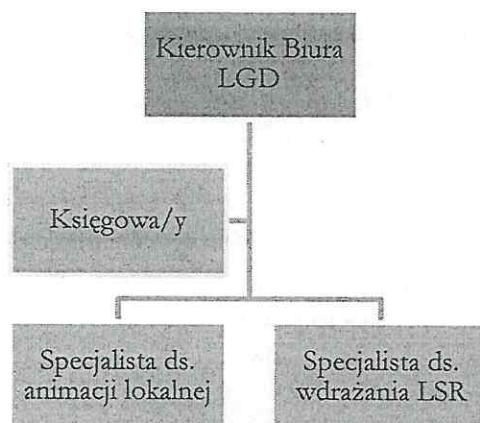 Kierownik Biura
LGD
Księgowa/y
Specjalista ds.
animacji lokalnej
Specjalista ds.
wdrażania LSR